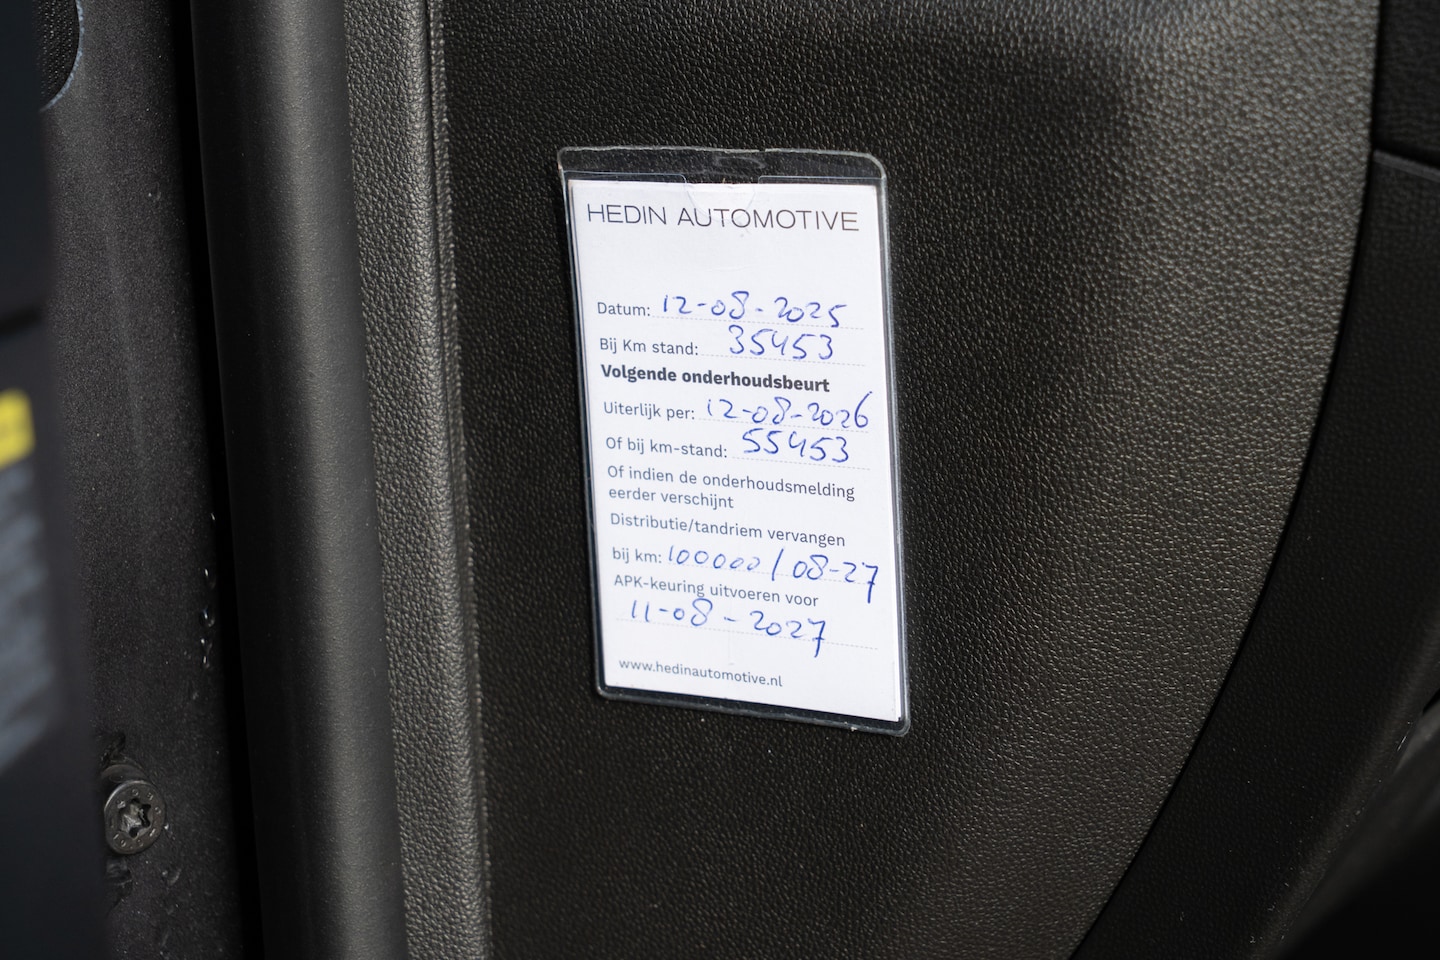 HEDIN AUTOMOTIVE
Datum: 12-08-2025
Bij Km stand: 35453
Volgende onderhoudsbeurt
Uiterlijk per: 12-08-2026
Of bij km-stand: 55453
Of indien de onderhoudsmelding
eerder verschijnt
Distributie/tandriem vervangen
bij km: 100000 / 08-27
APK-keuring uitvoeren voor
11-08-2027
www.hedinautomotive.nl